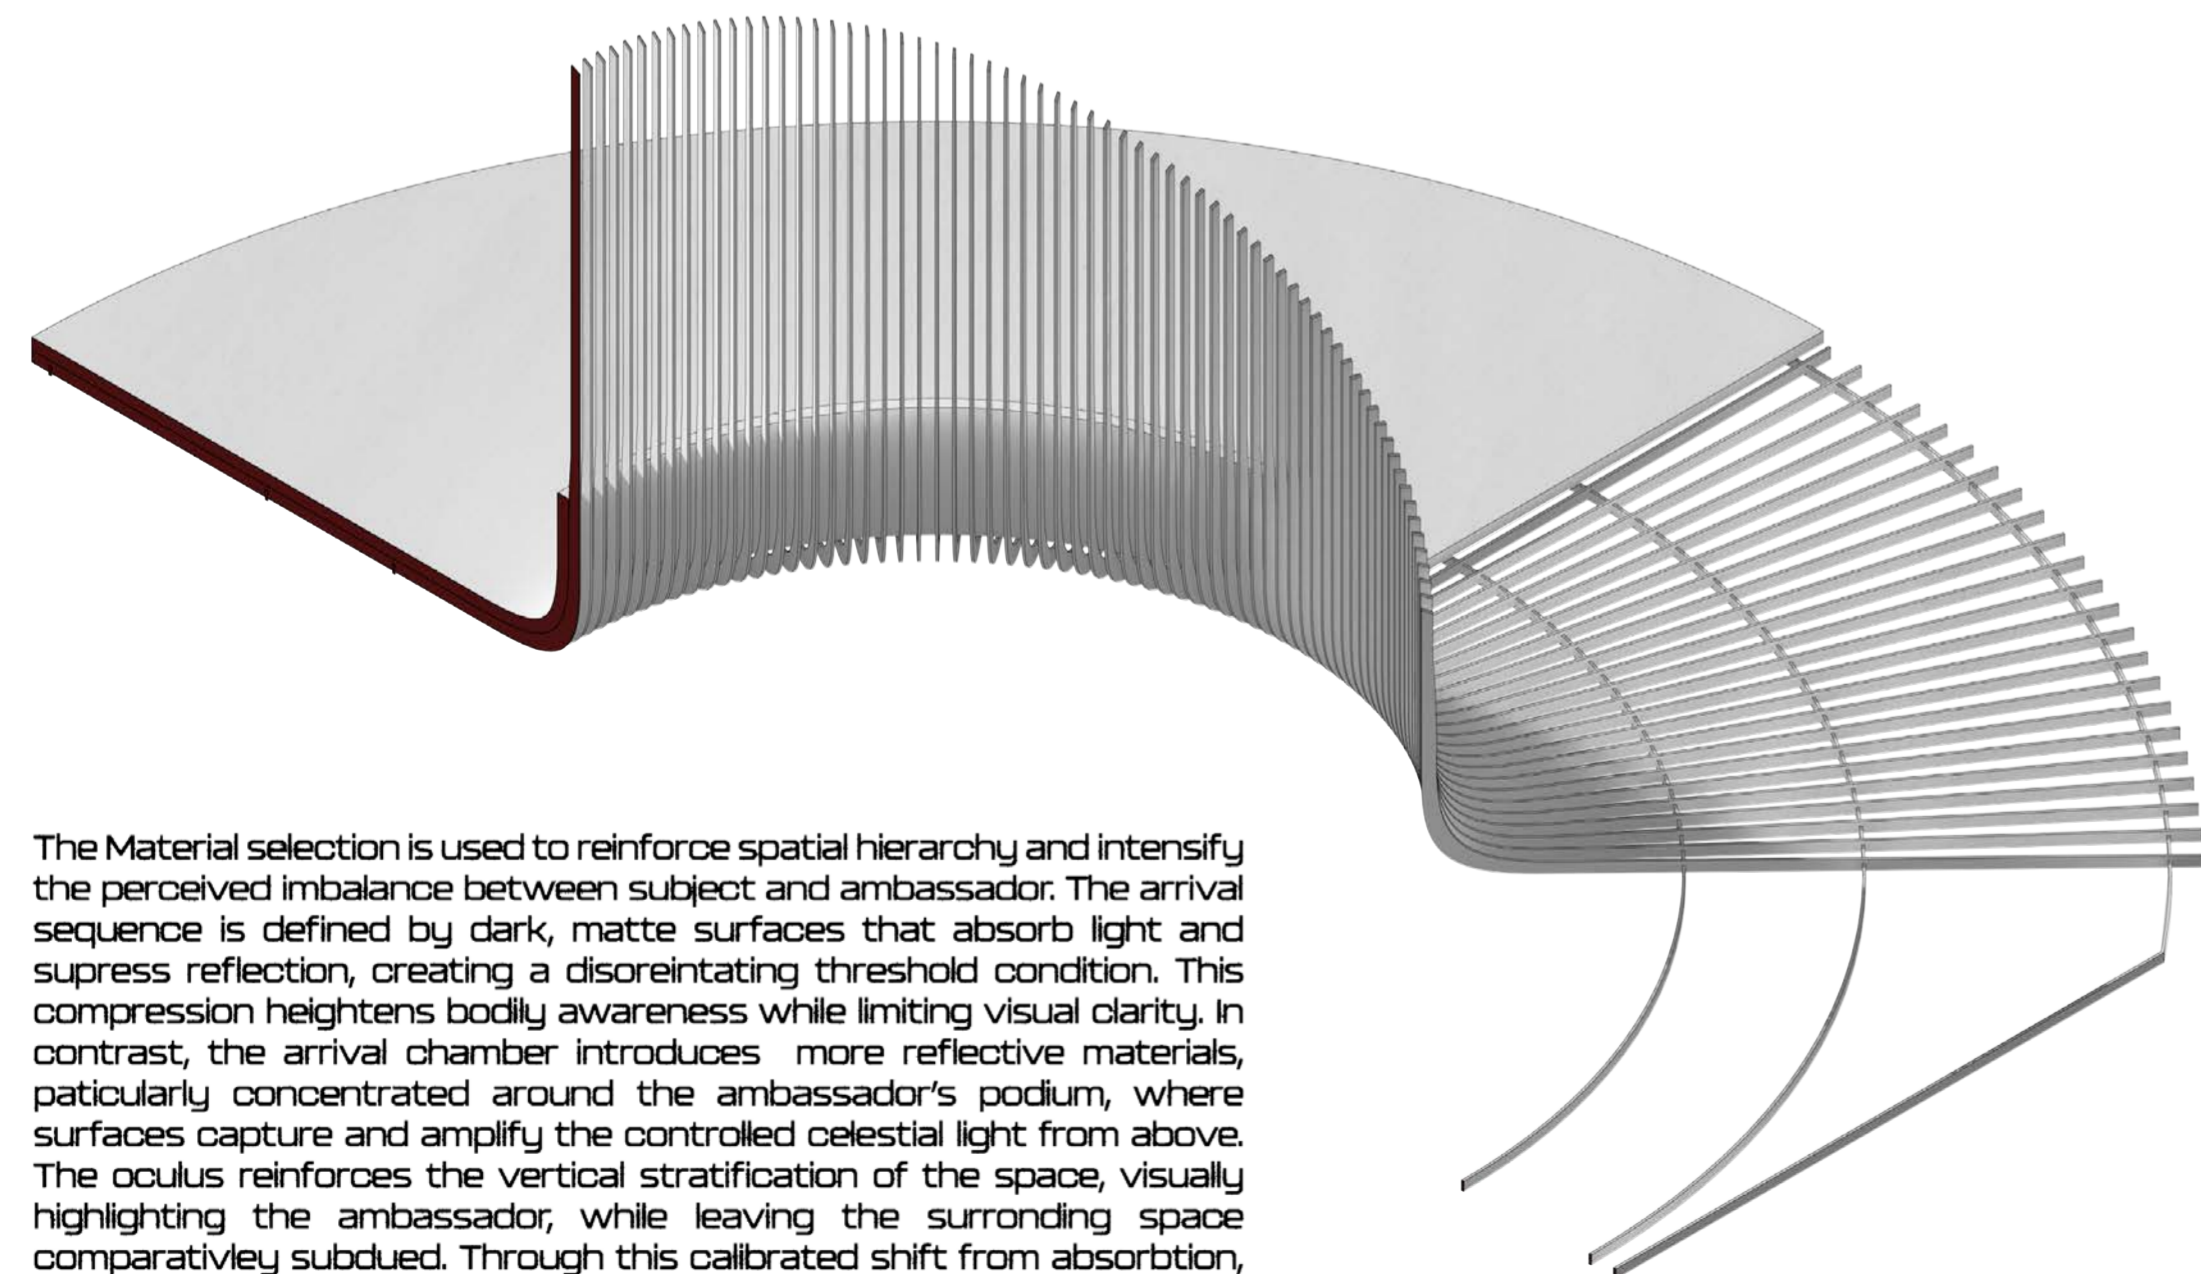 The Material selection is used to reinforce spatial hierarchy and intensify
the perceived imbalance between subject and ambassador. The arrival
sequence is defined by dark, matte surfaces that absorb light and
supress reflection, creating a disoreintating threshold condition. This
compression heightens bodily awareness while limiting visual clarity. In
contrast, the arrival chamber introduces more reflective materials,
paticularly concentrated around the ambassador's podium, where
surfaces capture and amplify the controlled celestial light from above.
The oculus reinforces the vertical stratification of the space, visually
highlighting the ambassador, while leaving the surronding space
comparativley subdued. Through this calibrated shift from absorbtion,